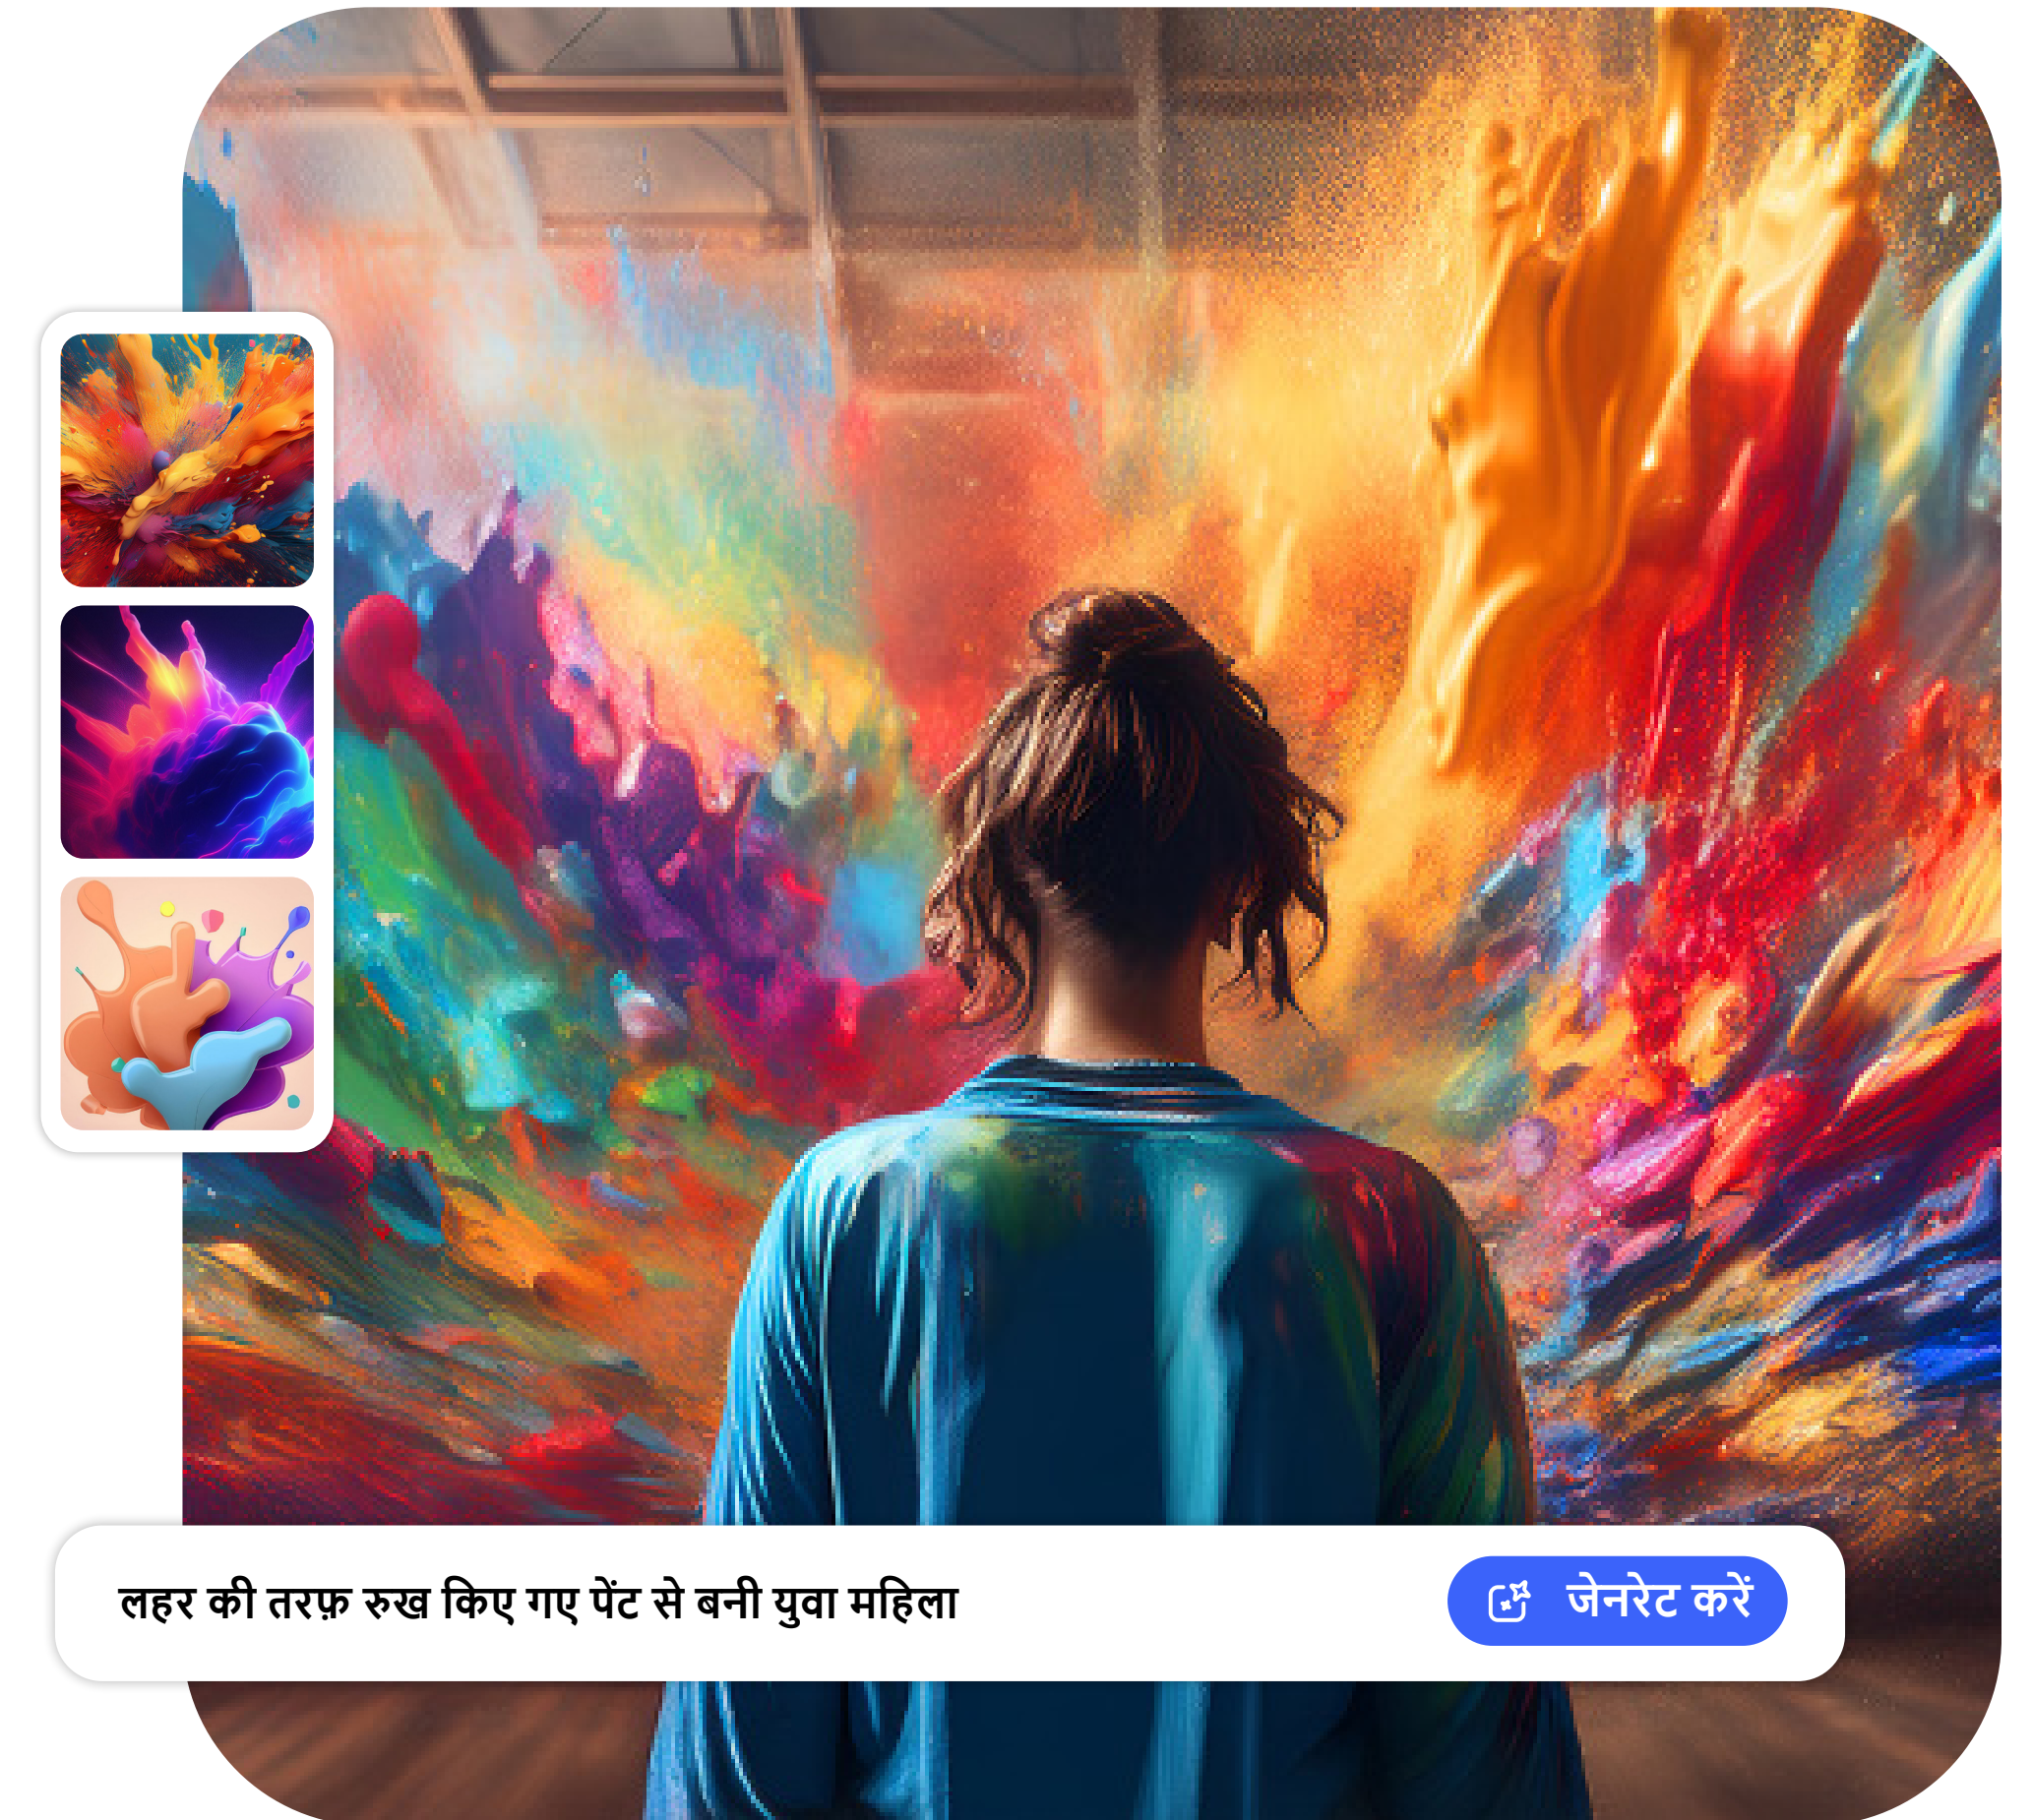 लहर की तरफ़ रुख किए गए पेंट से बनी युवा महिला
जेनरेट करें